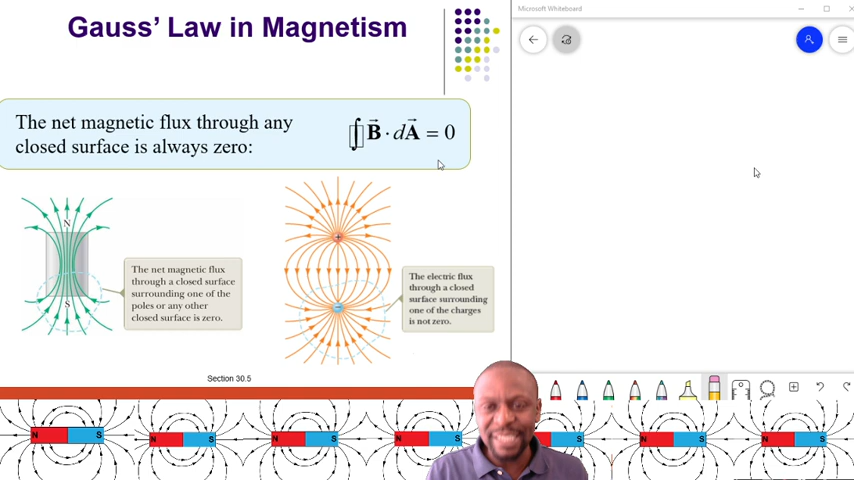 Gauss' Law in Magnetism
Microsoft Whiteboard
The net magnetic flux through any
closed surface is always zero:
∮ B⃗ · dA⃗ = 0
N
S
The net magnetic flux
through a closed surface
surrounding one of the
poles or any other
closed surface is zero.
+
−
The electric flux
through a closed
surface surrounding
one of the charges
is not zero.
Section 30.5
N S
N S
N S
N S
S
N S
N S